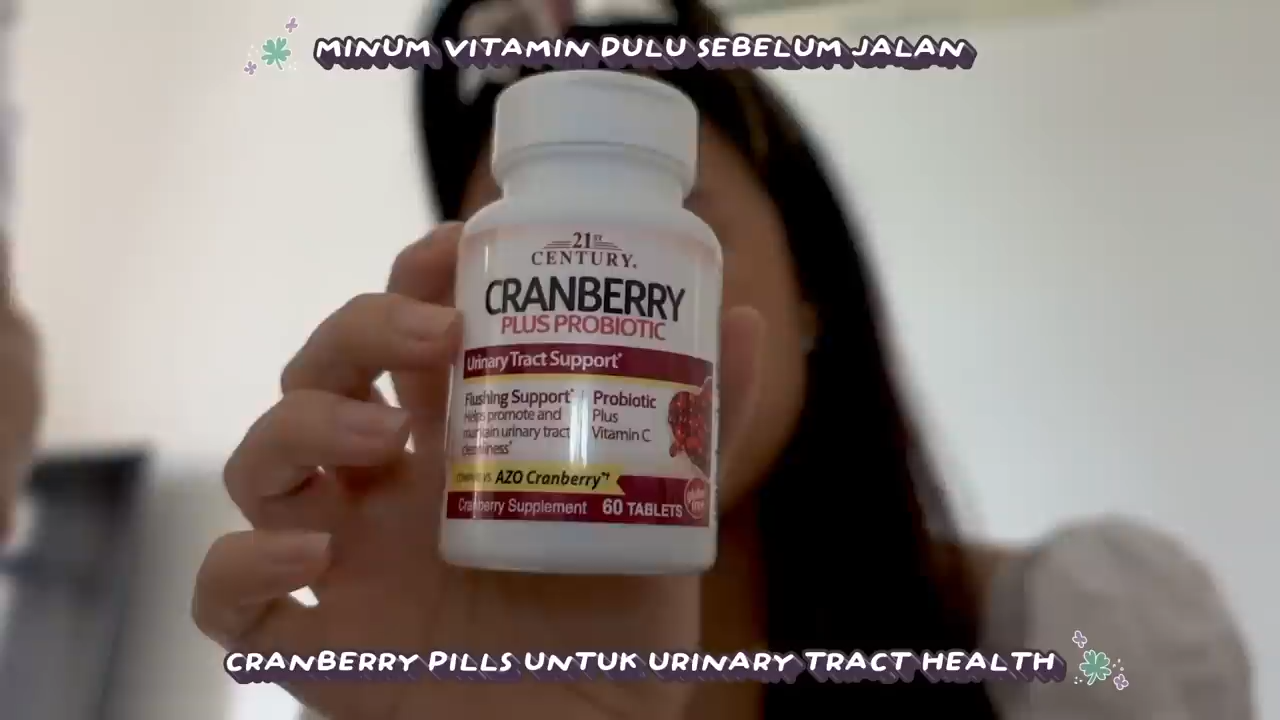 MINUM VITAMIN DULU SEBELUM JALAN
21ST
CENTURY
CRANBERRY
PLUS PROBIOTIC
Urinary Tract Support*
Flushing Support*
Helps promote and
maintain urinary tract
cleanliness*
Probiotic
Plus
Vitamin C
AZO Cranberry**†
Cranberry Supplement 60 TABLETS
CRANBERRY PILLS UNTUK URINARY TRACT HEALTH